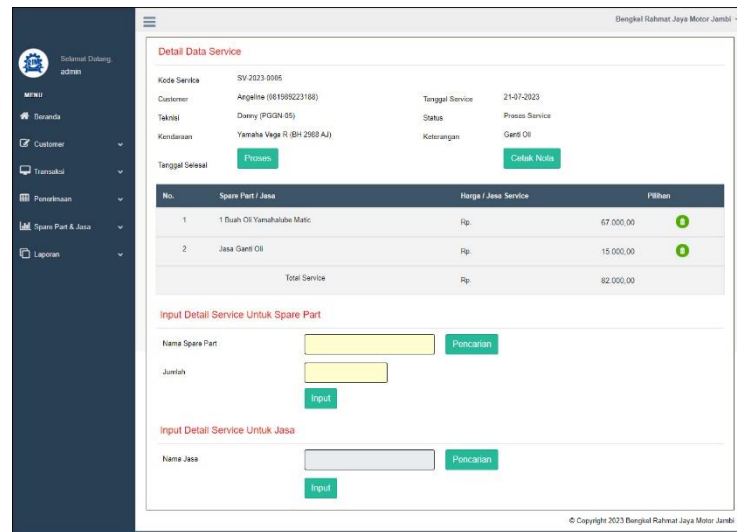 Bengkel Rahmat Jaya Motor Jambi
Selamat Datang,
admin
MENU
Beranda
Customer
Transaksi
Penerimaan
Spare Part & Jasa
Laporan
Detail Data Service
Kode Service SV-2023-0005
Customer Angeline (081989223188) Tanggal Service 21-07-2023
Teknisi Donny (PGGN-05) Status Proses Service
Kendaraan Yamaha Vega R (BH 2988 AJ) Keterangan Ganti Oli
Tanggal Selesai Proses Cetak Nota
No. Spare Part / Jasa Harga / Jasa Service Pilihan
1 1 Buah Oli Yamahalube Matic Rp. 67.000,00
2 Jasa Ganti Oli Rp. 15.000,00
Total Service Rp. 82.000,00
Input Detail Service Untuk Spare Part
Nama Spare Part Pencarian
Jumlah
Input
Input Detail Service Untuk Jasa
Nama Jasa Pencarian
Input
© Copyright 2023 Bengkel Rahmat Jaya Motor Jambi